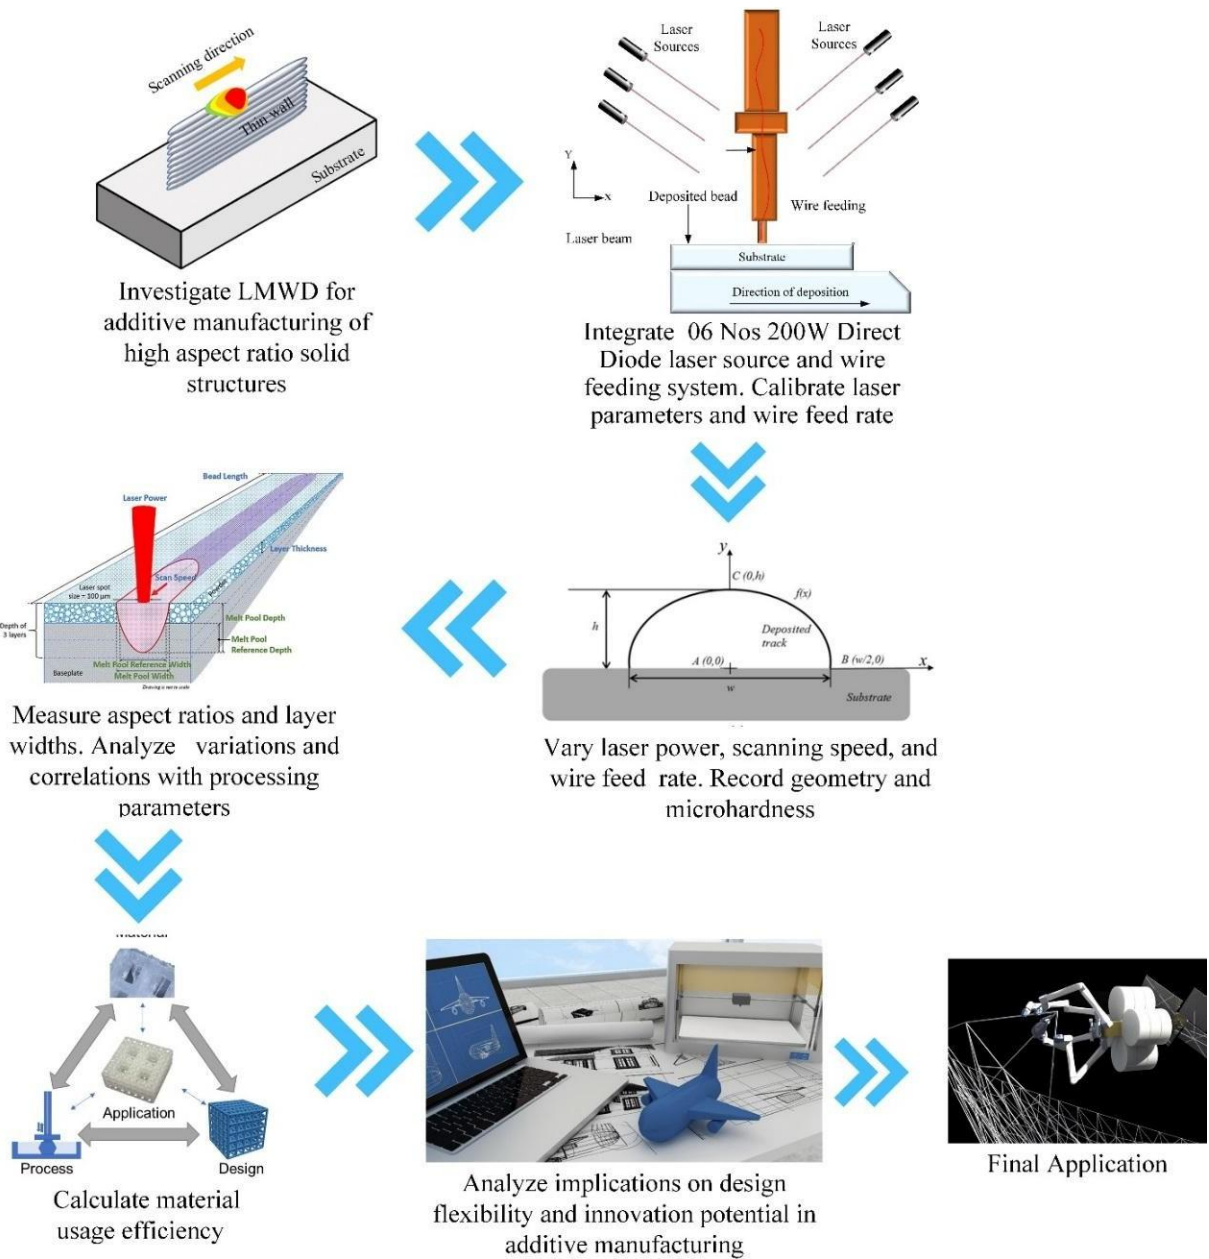 Scanning direction
Thin wall
Substrate
Investigate LMWD for
additive manufacturing of
high aspect ratio solid
structures
Laser
Sources
Laser
Sources
Y
x
Deposited bead
Wire feeding
Laser beam
Substrate
Direction of deposition
Integrate 06 Nos 200W Direct
Diode laser source and wire
feeding system. Calibrate laser
parameters and wire feed rate
Bead Length
Laser Power
Layer Thickness
Scan Speed
Laser spot
size = 100 μm
Powder
Depth of
3 layers
Melt Pool Depth
Melt Pool
Reference Depth
Melt Pool Reference Width
Melt Pool Width
Baseplate
Drawing is not to scale
Measure aspect ratios and layer
widths. Analyze variations and
correlations with processing
parameters
y
C (0,h)
f(x)
h
Deposited
track
A (0,0)
B (w/2,0)
x
w
Substrate
Vary laser power, scanning speed, and
wire feed rate. Record geometry and
microhardness
Material
Application
Process
Design
Calculate material
usage efficiency
Analyze implications on design
flexibility and innovation potential in
additive manufacturing
Final Application